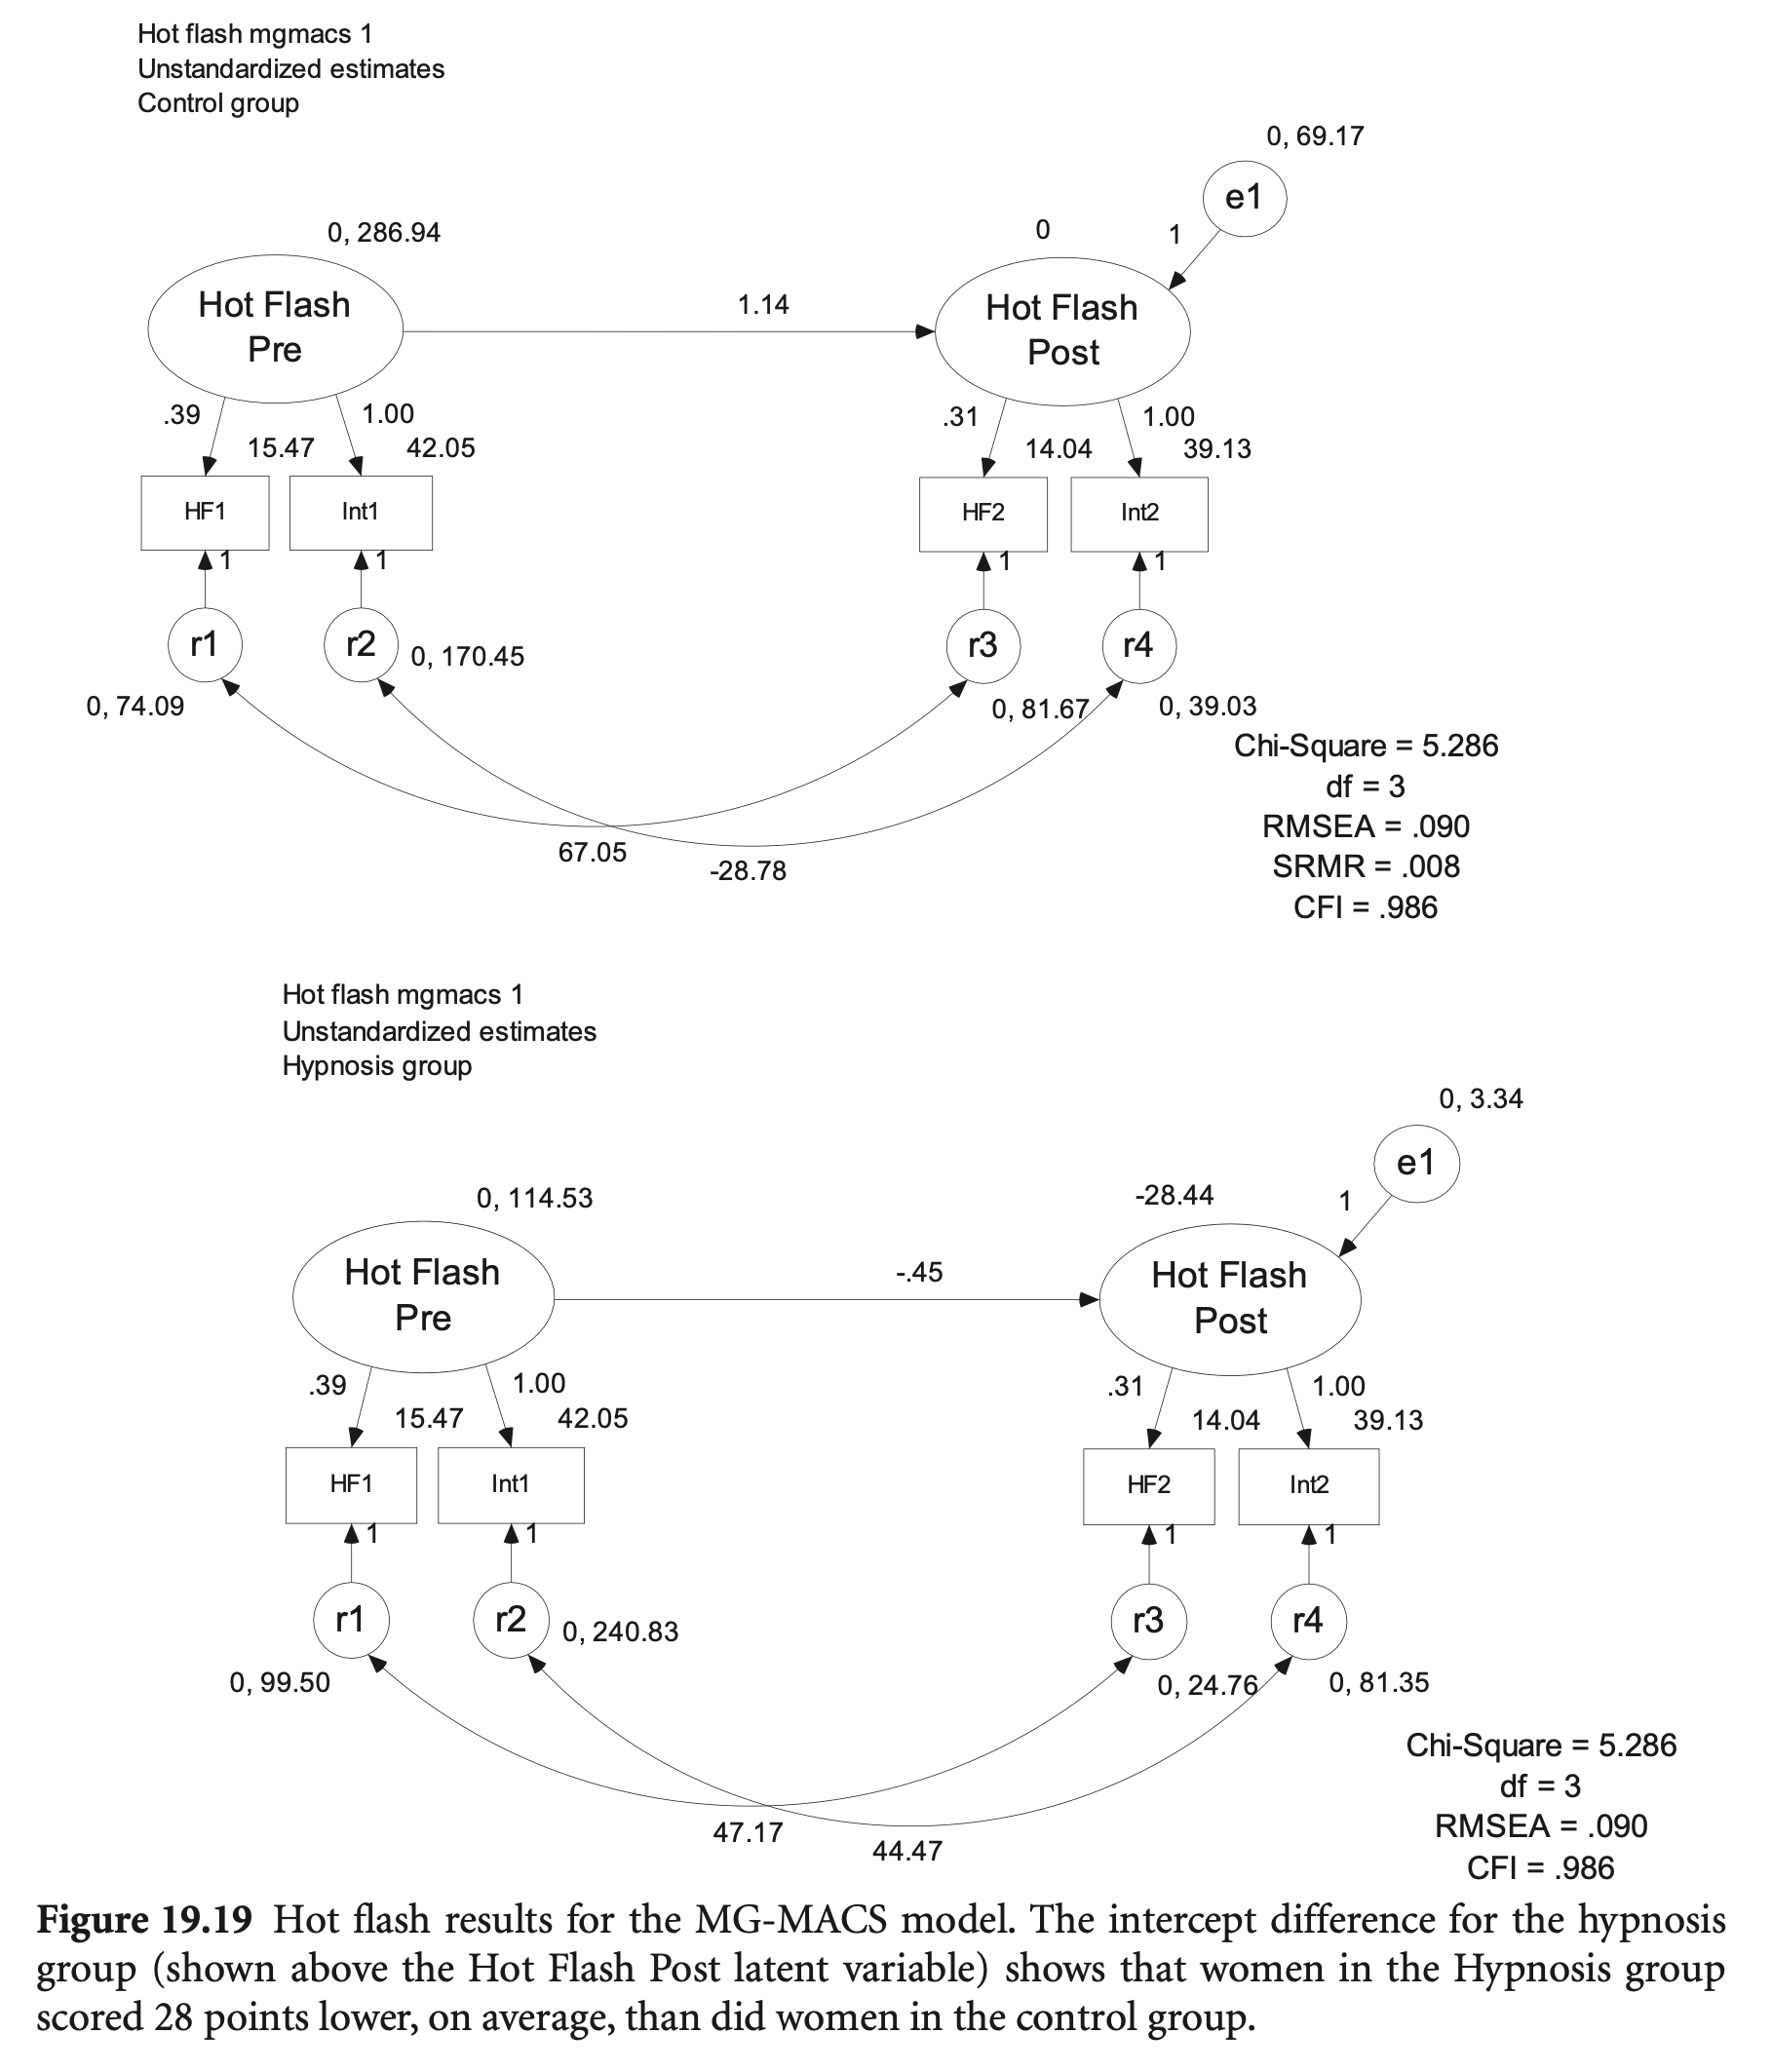 Hot flash mgmacs 1
Unstandardized estimates
Control group
0, 69.17
e1
1
0, 286.94
0
Hot Flash
Pre
1.14
Hot Flash
Post
.39
1.00
15.47
42.05
.31
1.00
14.04
39.13
HF1
Int1
HF2
Int2
1
1
1
1
r1
r2
r3
r4
0, 74.09
0, 170.45
0, 81.67
0, 39.03
67.05
-28.78
Chi-Square = 5.286
df = 3
RMSEA = .090
SRMR = .008
CFI = .986
Hot flash mgmacs 1
Unstandardized estimates
Hypnosis group
0, 3.34
e1
1
0, 114.53
-28.44
Hot Flash
Pre
-.45
Hot Flash
Post
.39
1.00
15.47
42.05
.31
1.00
14.04
39.13
HF1
Int1
HF2
Int2
1
1
1
1
r1
r2
r3
r4
0, 99.50
0, 240.83
0, 24.76
0, 81.35
47.17
44.47
Chi-Square = 5.286
df = 3
RMSEA = .090
CFI = .986
Figure 19.19 Hot flash results for the MG-MACS model. The intercept difference for the hypnosis
group (shown above the Hot Flash Post latent variable) shows that women in the Hypnosis group
scored 28 points lower, on average, than did women in the control group.